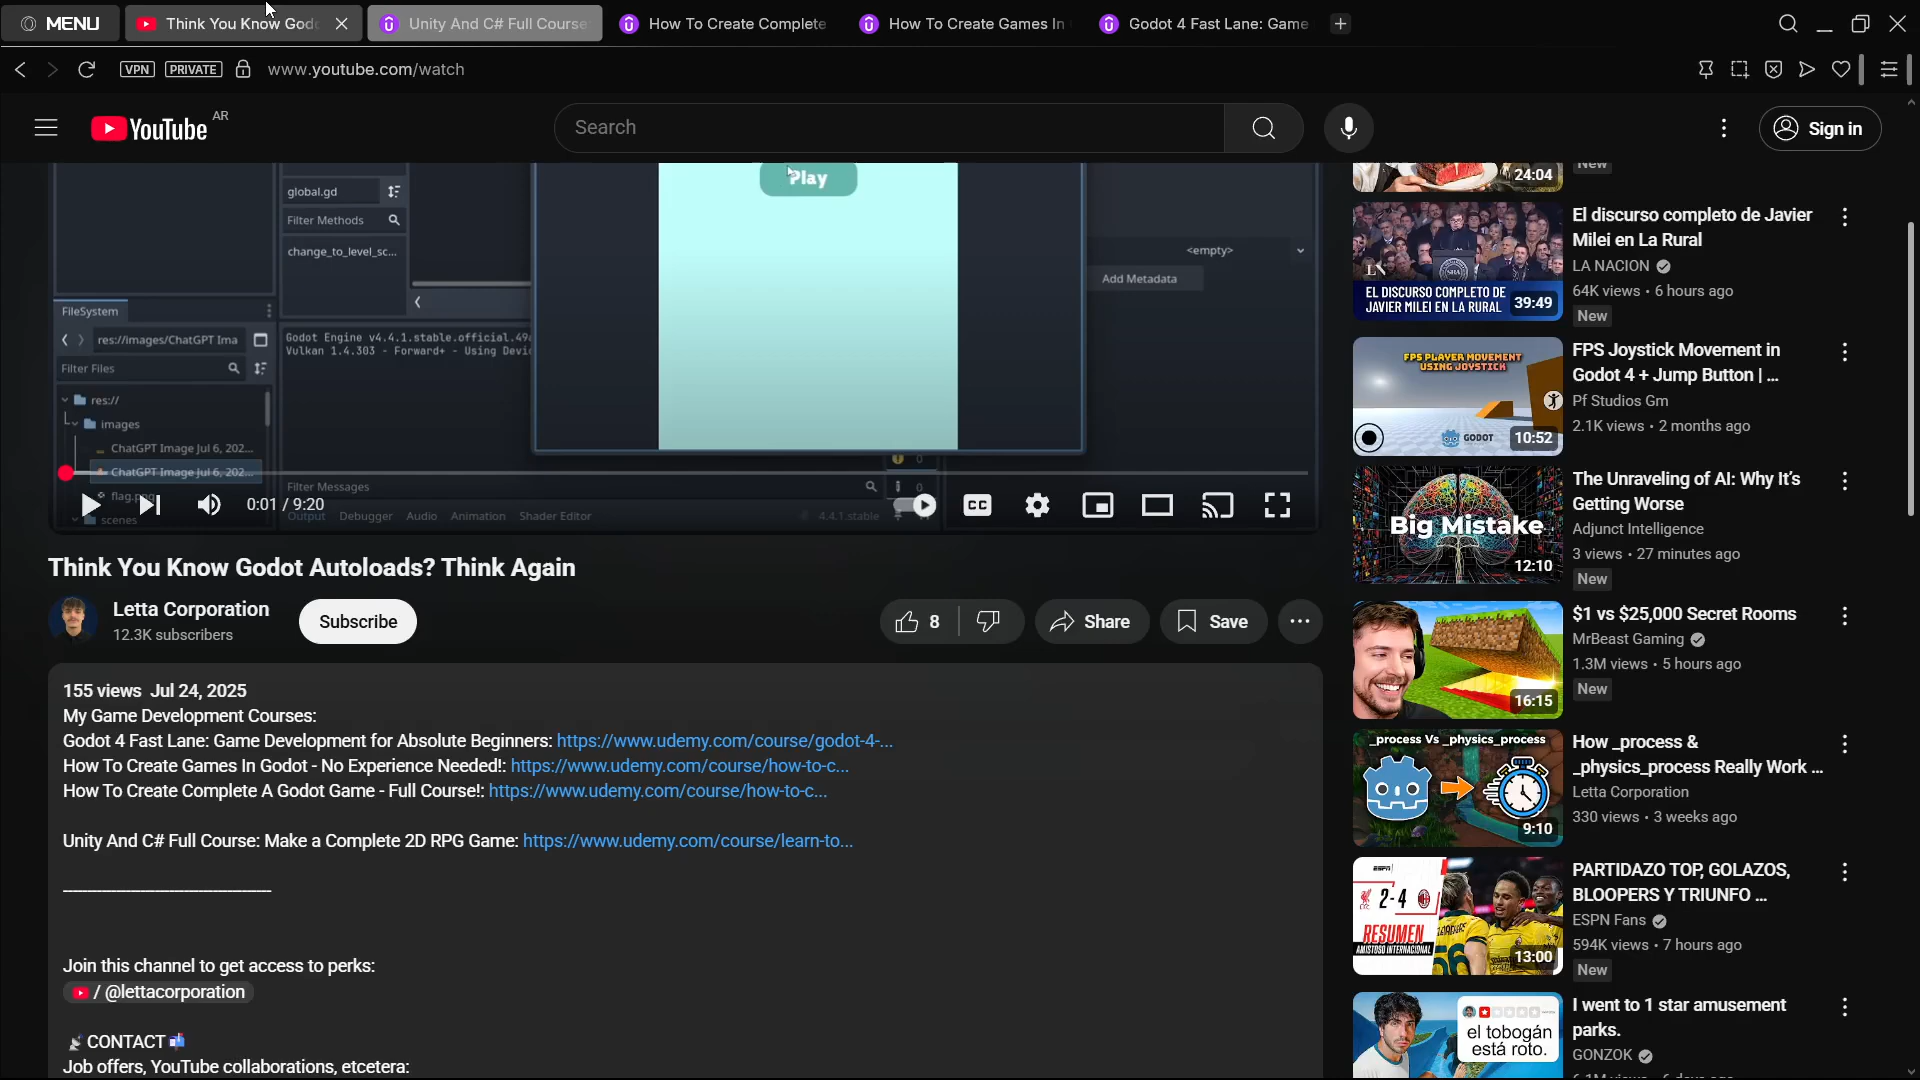 MENU
Think You Know God
Unity And C# Full Course
How To Create Complete
How To Create Games In
Godot 4 Fast Lane: Game
VPN
PRIVATE
www.youtube.com/watch
YouTube
AR
Search
Sign in
Play
global.gd
Filter Methods
change_to_level_sc...
<empty>
Add Metadata
FileSystem
res://images/ChatGPT Ima
Filter Files
res://
images
ChatGPT Image Jul 6, 202...
ChatGPT Image Jul 6, 202...
flag.png
scenes
Godot Engine v4.4.1.stable.official.49
Vulkan 1.4.303 - Forward+ - Using Devi
Filter Messages
0
0
Output
Debugger
Audio
Animation
Shader Editor
4.4.1.stable
0:01 / 9:20
CC
Think You Know Godot Autoloads? Think Again
Letta Corporation
12.3K subscribers
Subscribe
8
Share
Save
155 views Jul 24, 2025
My Game Development Courses:
Godot 4 Fast Lane: Game Development for Absolute Beginners: https://www.udemy.com/course/godot-4-...
How To Create Games In Godot - No Experience Needed!: https://www.udemy.com/course/how-to-c...
How To Create Complete A Godot Game - Full Course!: https://www.udemy.com/course/how-to-c...
Unity And C# Full Course: Make a Complete 2D RPG Game: https://www.udemy.com/course/learn-to...
Join this channel to get access to perks:
/ @lettacorporation
CONTACT
Job offers, YouTube collaborations, etcetera:
24:04
New
EL DISCURSO COMPLETO DE
JAVIER MILEI EN LA RURAL
39:49
El discurso completo de Javier
Milei en La Rural
LA NACION
64K views • 6 hours ago
New
FPS PLAYER MOVEMENT
USING JOYSTICK
GODOT
10:52
FPS Joystick Movement in
Godot 4 + Jump Button | ...
Pf Studios Gm
2.1K views • 2 months ago
Big Mistake
12:10
The Unraveling of AI: Why It's
Getting Worse
Adjunct Intelligence
3 views • 27 minutes ago
New
16:15
$1 vs $25,000 Secret Rooms
MrBeast Gaming
1.3M views • 5 hours ago
New
_process Vs _physics_process
9:10
How _process &
_physics_process Really Work ...
Letta Corporation
330 views • 3 weeks ago
ESPN
2-4
RESUMEN
AMISTOSO INTERNACIONAL
13:00
PARTIDAZO TOP, GOLAZOS,
BLOOPERS Y TRIUNFO ...
ESPN Fans
594K views • 7 hours ago
New
el tobogán
está roto.
I went to 1 star amusement
parks.
GONZOK